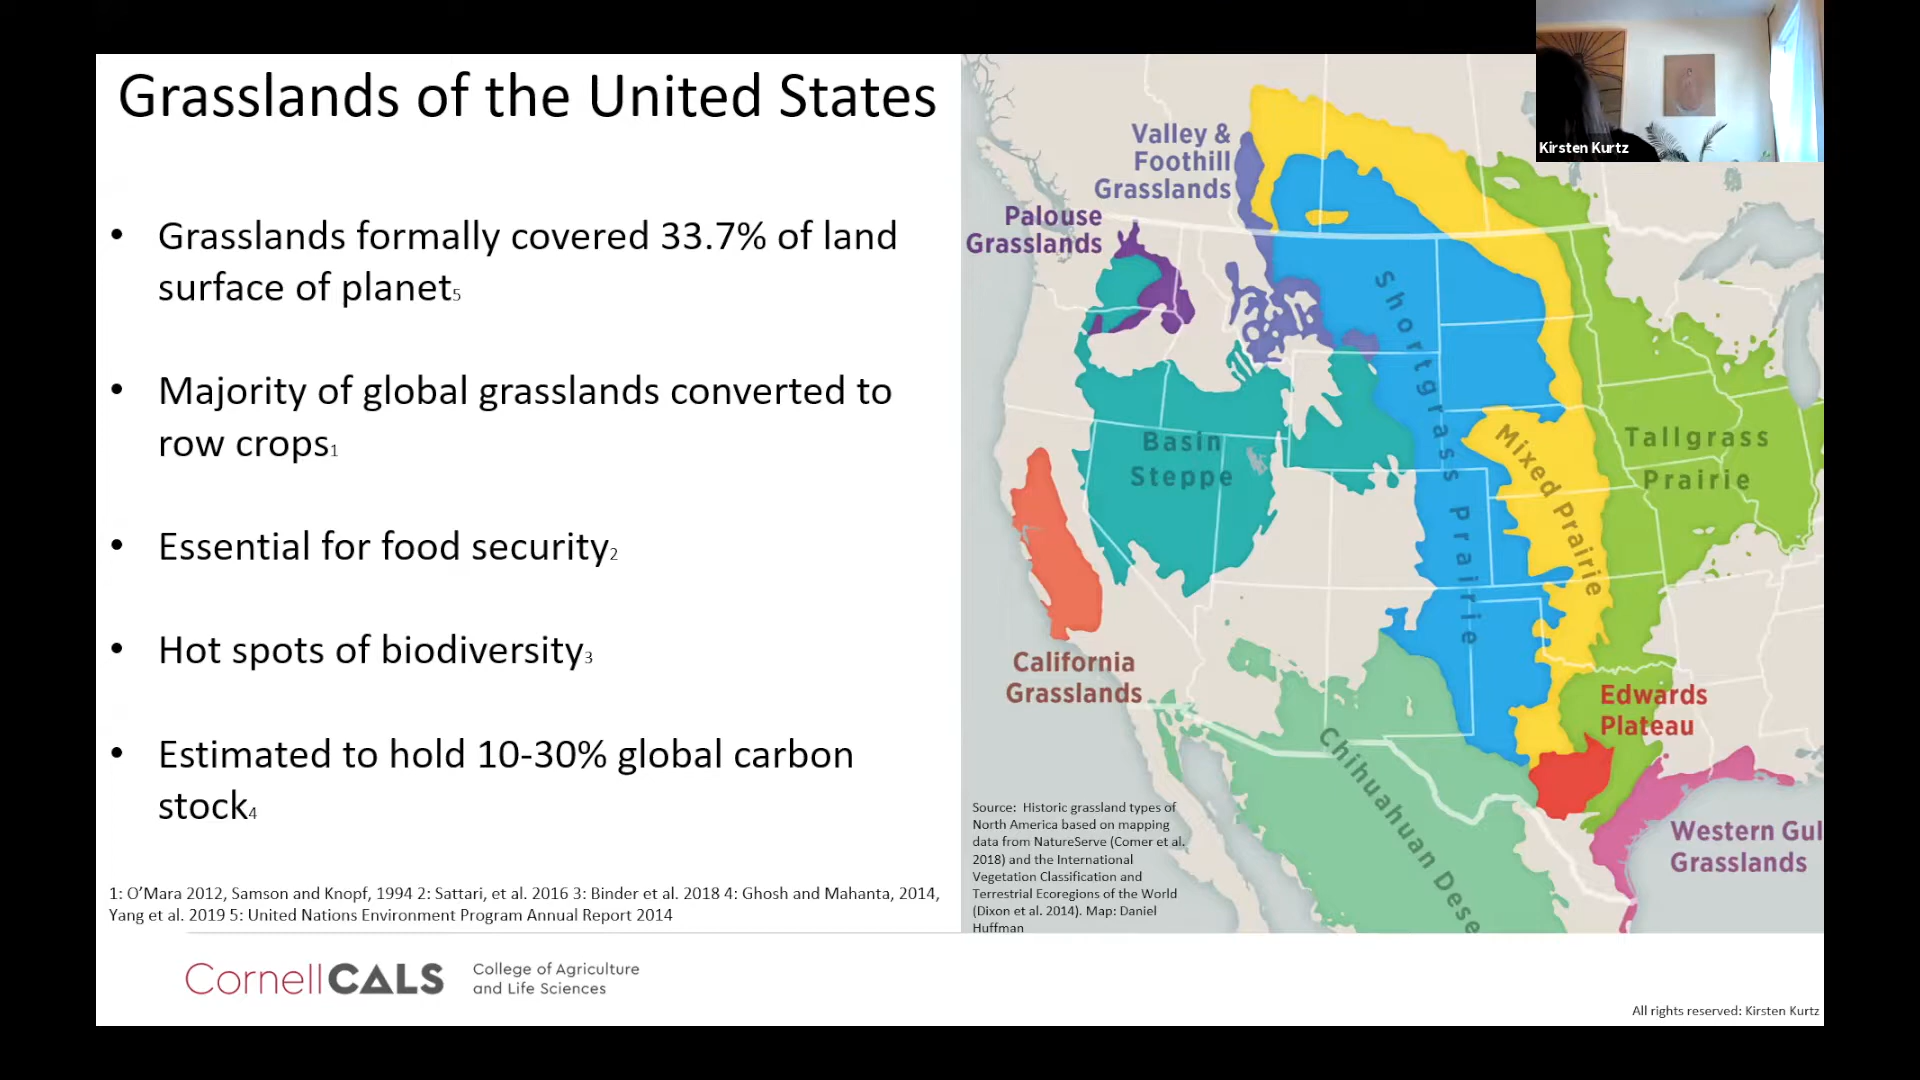 Grasslands of the United States
• Grasslands formally covered 33.7% of land
surface of planet5
• Majority of global grasslands converted to
row crops1
• Essential for food security2
• Hot spots of biodiversity3
• Estimated to hold 10-30% global carbon
stock4
1: O’Mara 2012, Samson and Knopf, 1994 2: Sattari, et al. 2016 3: Binder et al. 2018 4: Ghosh and Mahanta, 2014,
Yang et al. 2019 5: United Nations Environment Program Annual Report 2014
Valley &
Foothill
Grasslands
Palouse
Grasslands
Basin
Steppe
Shortgrass Prairie
Mixed Prairie
Tallgrass
Prairie
California
Grasslands
Edwards
Plateau
Chihuahuan Dese
Western Gul
Grasslands
Source: Historic grassland types of
North America based on mapping
data from NatureServe (Comer et al.
2018) and the International
Vegetation Classification and
Terrestrial Ecoregions of the World
(Dixon et al. 2014). Map: Daniel
Huffman
Kirsten Kurtz
CornellCALS
College of Agriculture
and Life Sciences
All rights reserved: Kirsten Kurtz